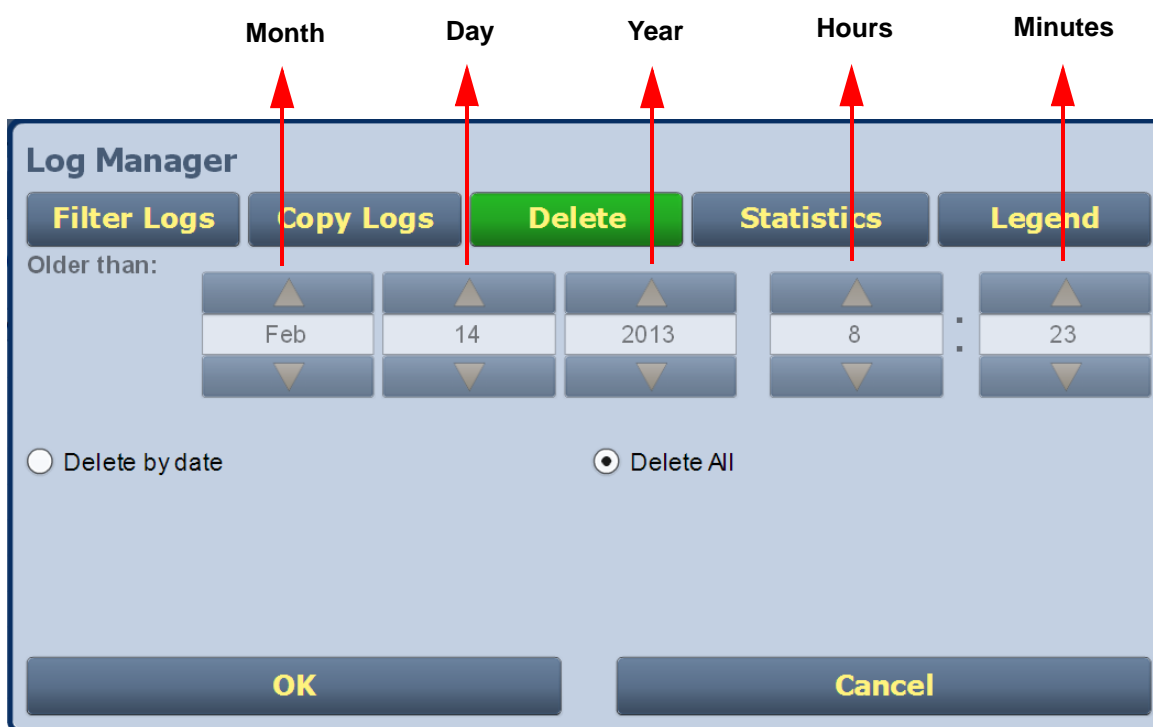 Month Day Year Hours Minutes
Log Manager
Filter Logs Copy Logs Delete Statistics Legend
Older than:
Feb 14 2013 8 : 23
Delete by date Delete All
OK Cancel